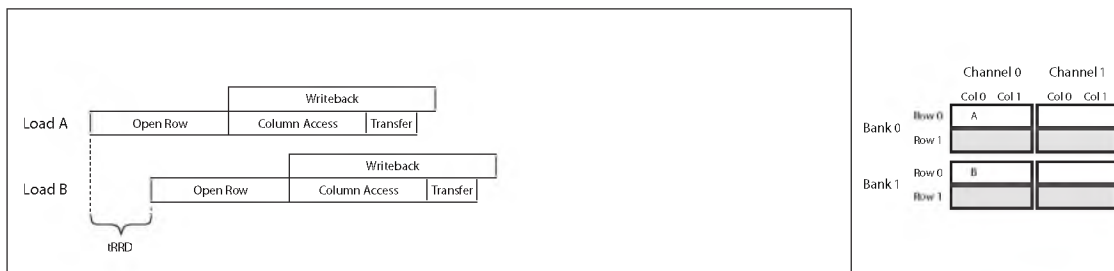 Writeback
Load A Open Row Column Access Transfer
Writeback
Load B Open Row Column Access Transfer
tRRD
Channel 0 Channel 1
Col 0 Col 1 Col 0 Col 1
Bank 0
Row 0 A
Row 1
Bank 1
Row 0 B
Row 1